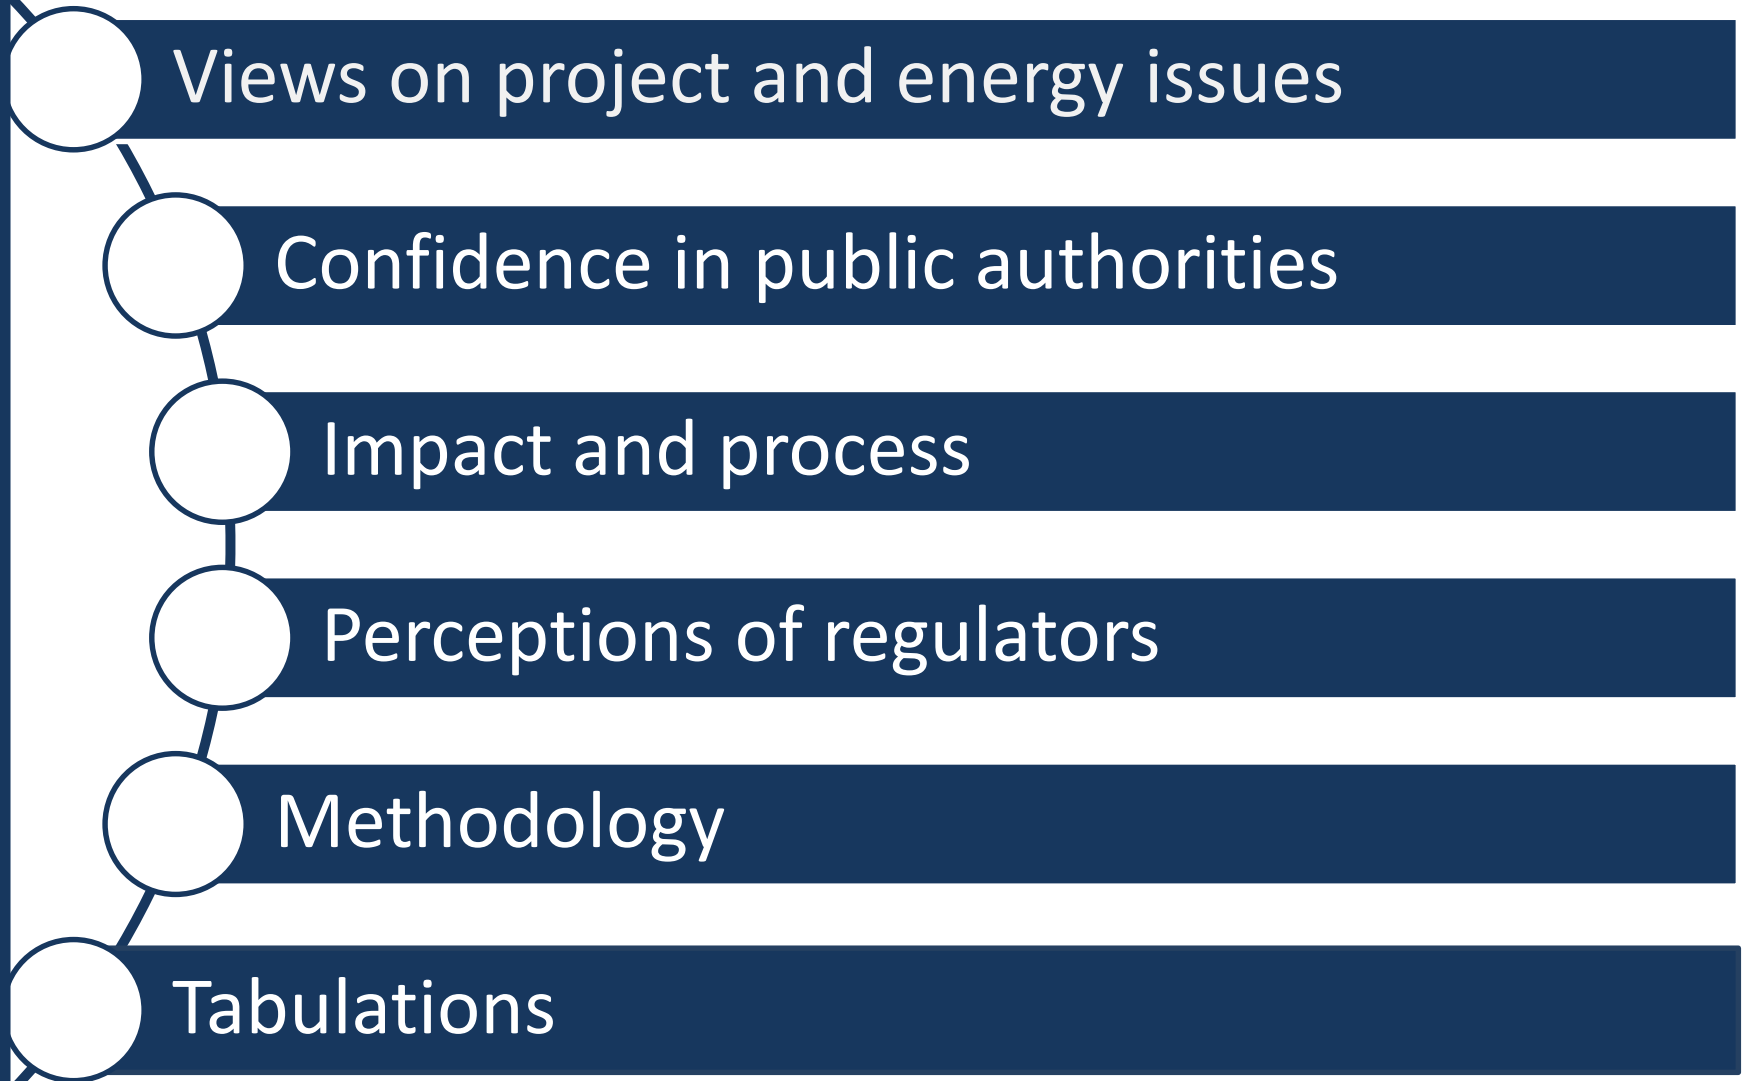 Views on project and energy issues
Confidence in public authorities
Impact and process
Perceptions of regulators
Methodology
Tabulations